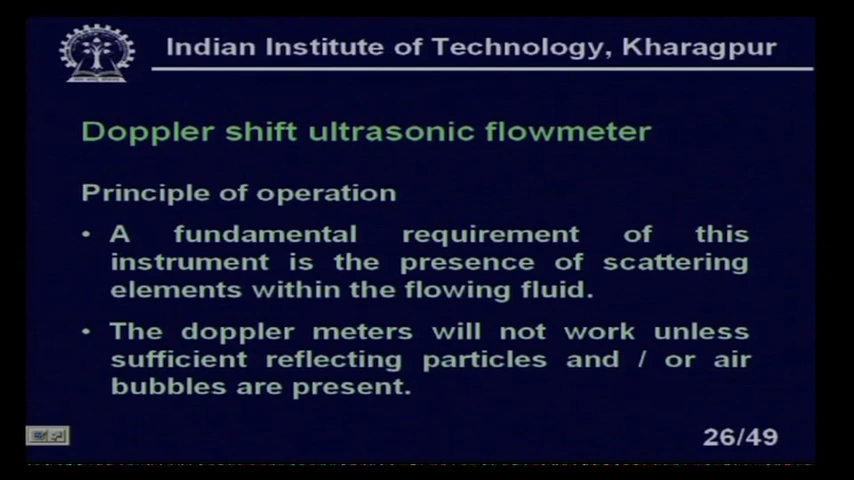 Indian Institute of Technology, Kharagpur
Doppler shift ultrasonic flowmeter
Principle of operation
• A fundamental requirement of this
instrument is the presence of scattering
elements within the flowing fluid.
• The doppler meters will not work unless
sufficient reflecting particles and / or air
bubbles are present.
26/49